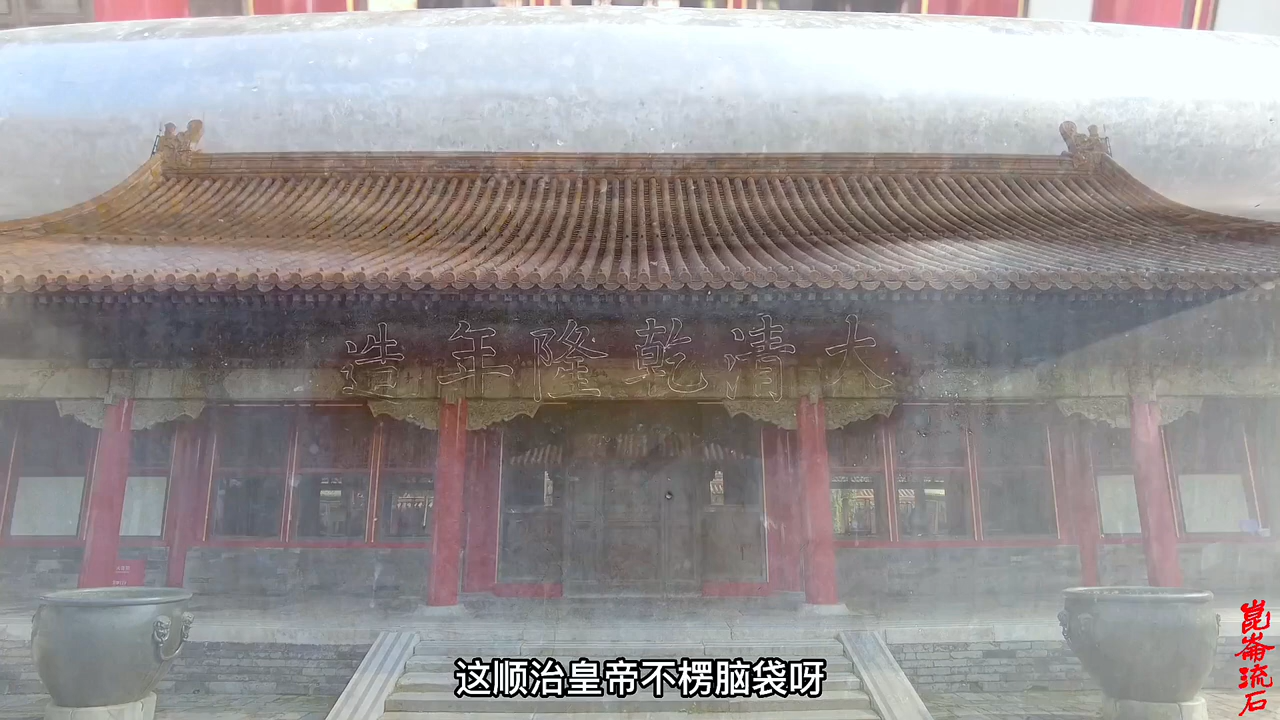 大清乾隆年造
这顺治皇帝不楞脑袋呀
崑崙流石